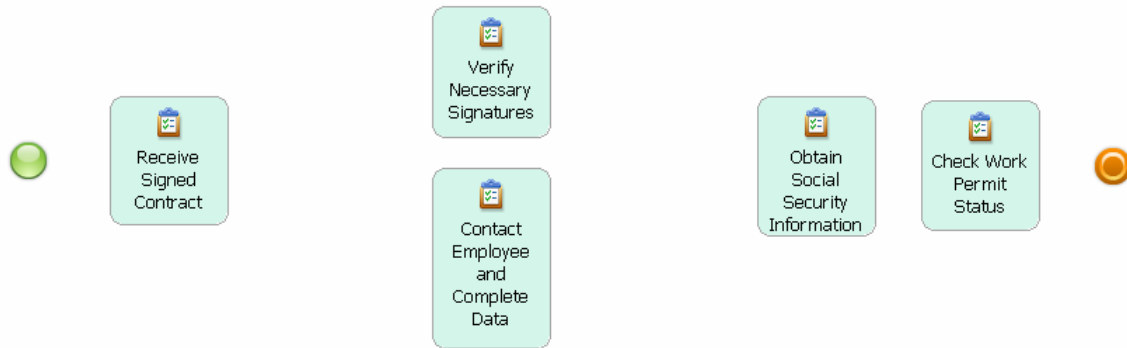 Receive
Signed
Contract
Verify
Necessary
Signatures
Contact
Employee
and
Complete
Data
Obtain
Social
Security
Information
Check Work
Permit
Status